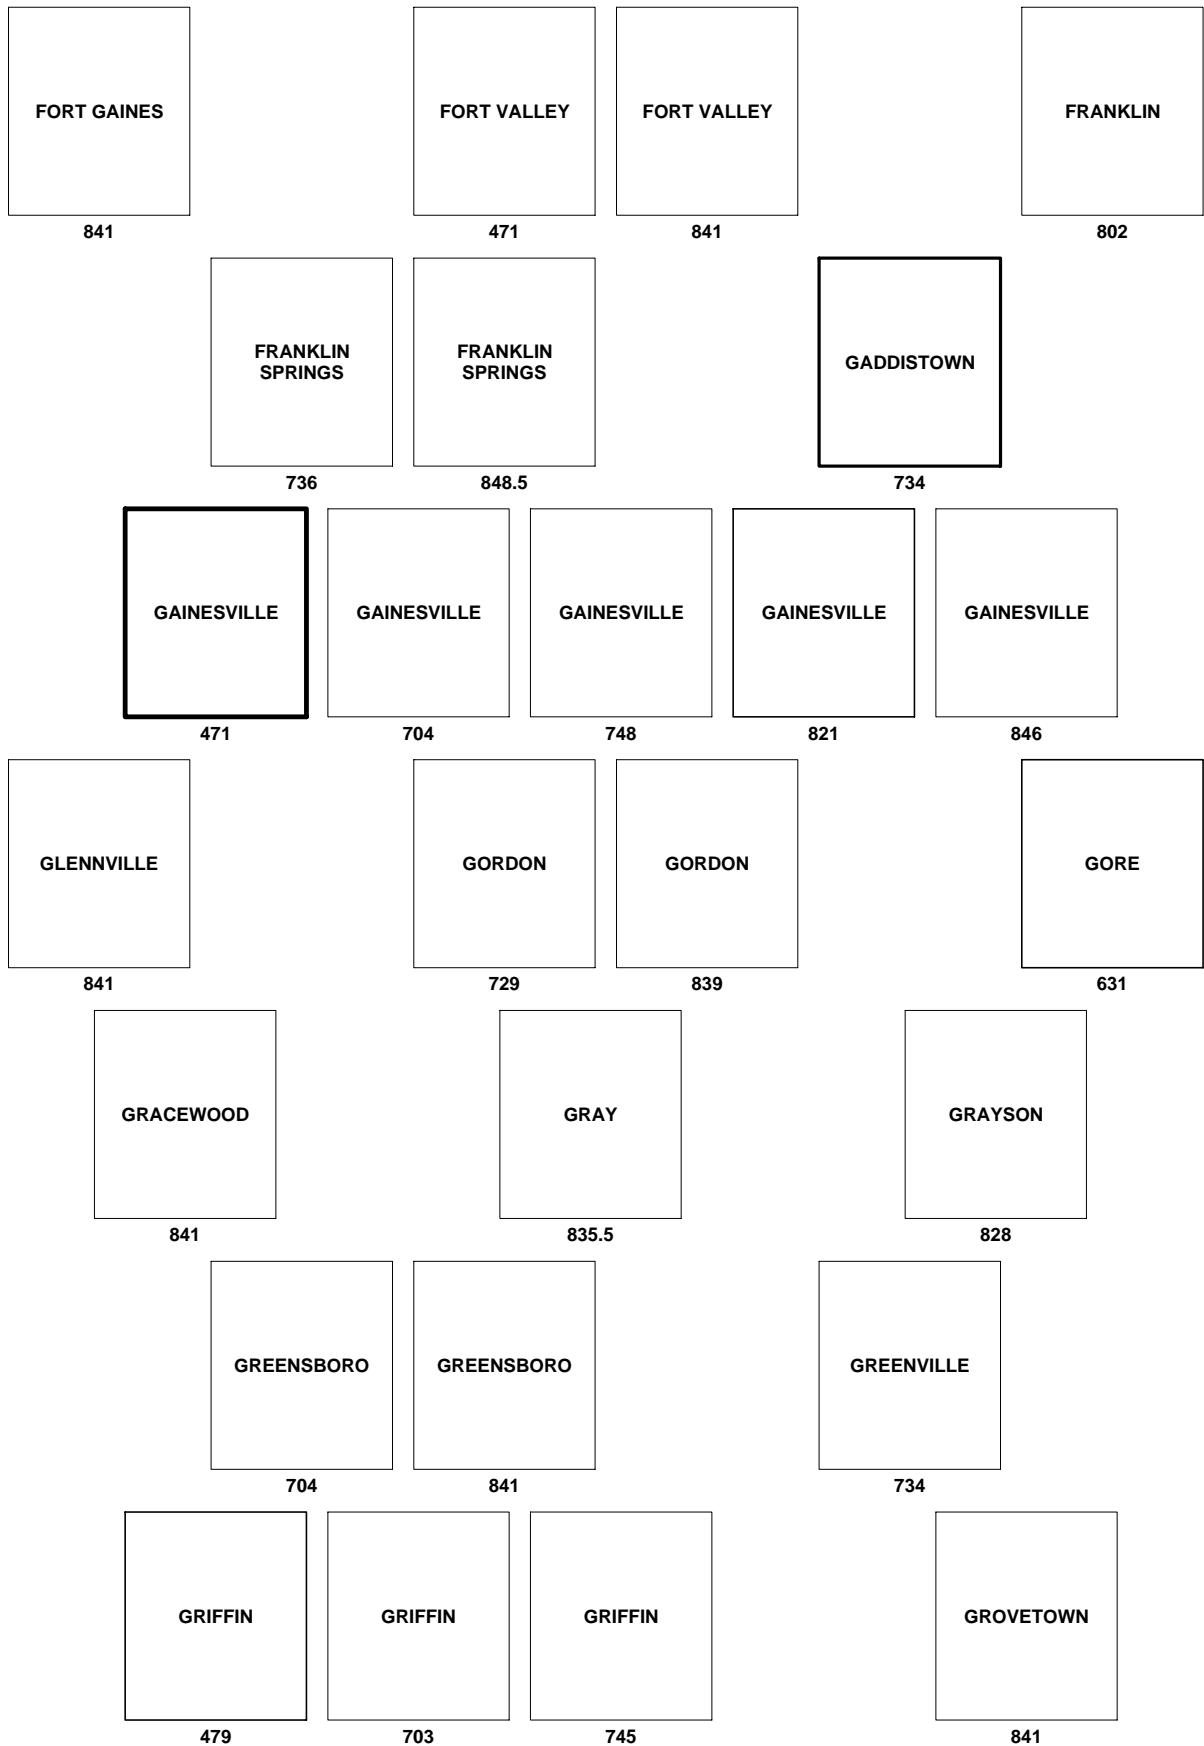 FORT GAINES
FORT VALLEY
FORT VALLEY
FRANKLIN
841
471
841
802
FRANKLIN
SPRINGS
FRANKLIN
SPRINGS
GADDISTOWN
736
848.5
734
GAINESVILLE
GAINESVILLE
GAINESVILLE
GAINESVILLE
GAINESVILLE
471
704
748
821
846
GLENNVILLE
GORDON
GORDON
GORE
841
729
839
631
GRACEWOOD
GRAY
GRAYSON
841
835.5
828
GREENSBORO
GREENSBORO
GREENVILLE
704
841
734
GRIFFIN
GRIFFIN
GRIFFIN
GROVETOWN
479
703
745
841